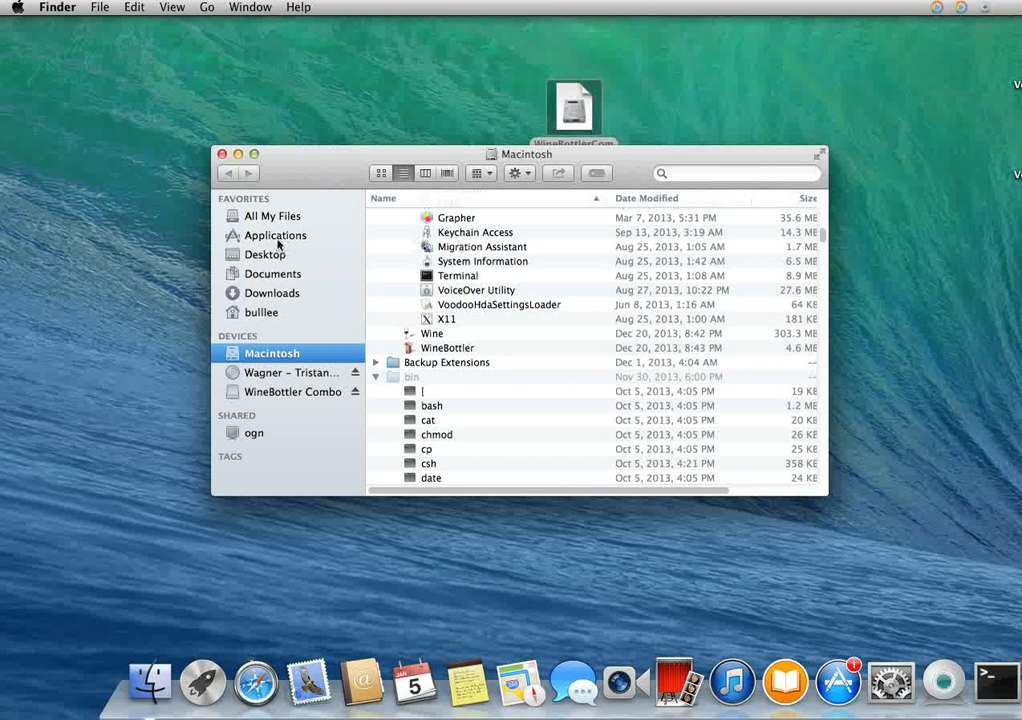 Finder File Edit View Go Window Help
WineBottlerCom
Macintosh
Name Date Modified Size
FAVORITES
All My Files
Applications
Desktop
Documents
Downloads
bulllee
DEVICES
Macintosh
Wagner – Tristan...
WineBottler Combo
SHARED
ogn
TAGS
Grapher Mar 7, 2013, 5:31 PM 35.6 MB
Keychain Access Sep 13, 2013, 3:19 AM 14.3 MB
Migration Assistant Aug 25, 2013, 1:05 AM 1.7 MB
System Information Aug 25, 2013, 1:42 AM 6.5 MB
Terminal Aug 25, 2013, 1:08 AM 8.9 MB
VoiceOver Utility Aug 27, 2013, 10:22 PM 27.6 MB
VoodooHdaSettingsLoader Jun 8, 2013, 1:16 AM 64 KB
X11 Aug 25, 2013, 1:00 AM 181 KB
Wine Dec 20, 2013, 8:42 PM 303.3 MB
WineBottler Dec 20, 2013, 8:43 PM 4.6 MB
Backup Extensions Dec 1, 2013, 4:04 AM --
bin Nov 30, 2013, 6:00 PM --
[ Oct 5, 2013, 4:05 PM 19 KB
bash Oct 5, 2013, 4:05 PM 1.2 MB
cat Oct 5, 2013, 4:05 PM 20 KB
chmod Oct 5, 2013, 4:05 PM 26 KB
cp Oct 5, 2013, 4:05 PM 25 KB
csh Oct 5, 2013, 4:21 PM 358 KB
date Oct 5, 2013, 4:05 PM 24 KB
5
1